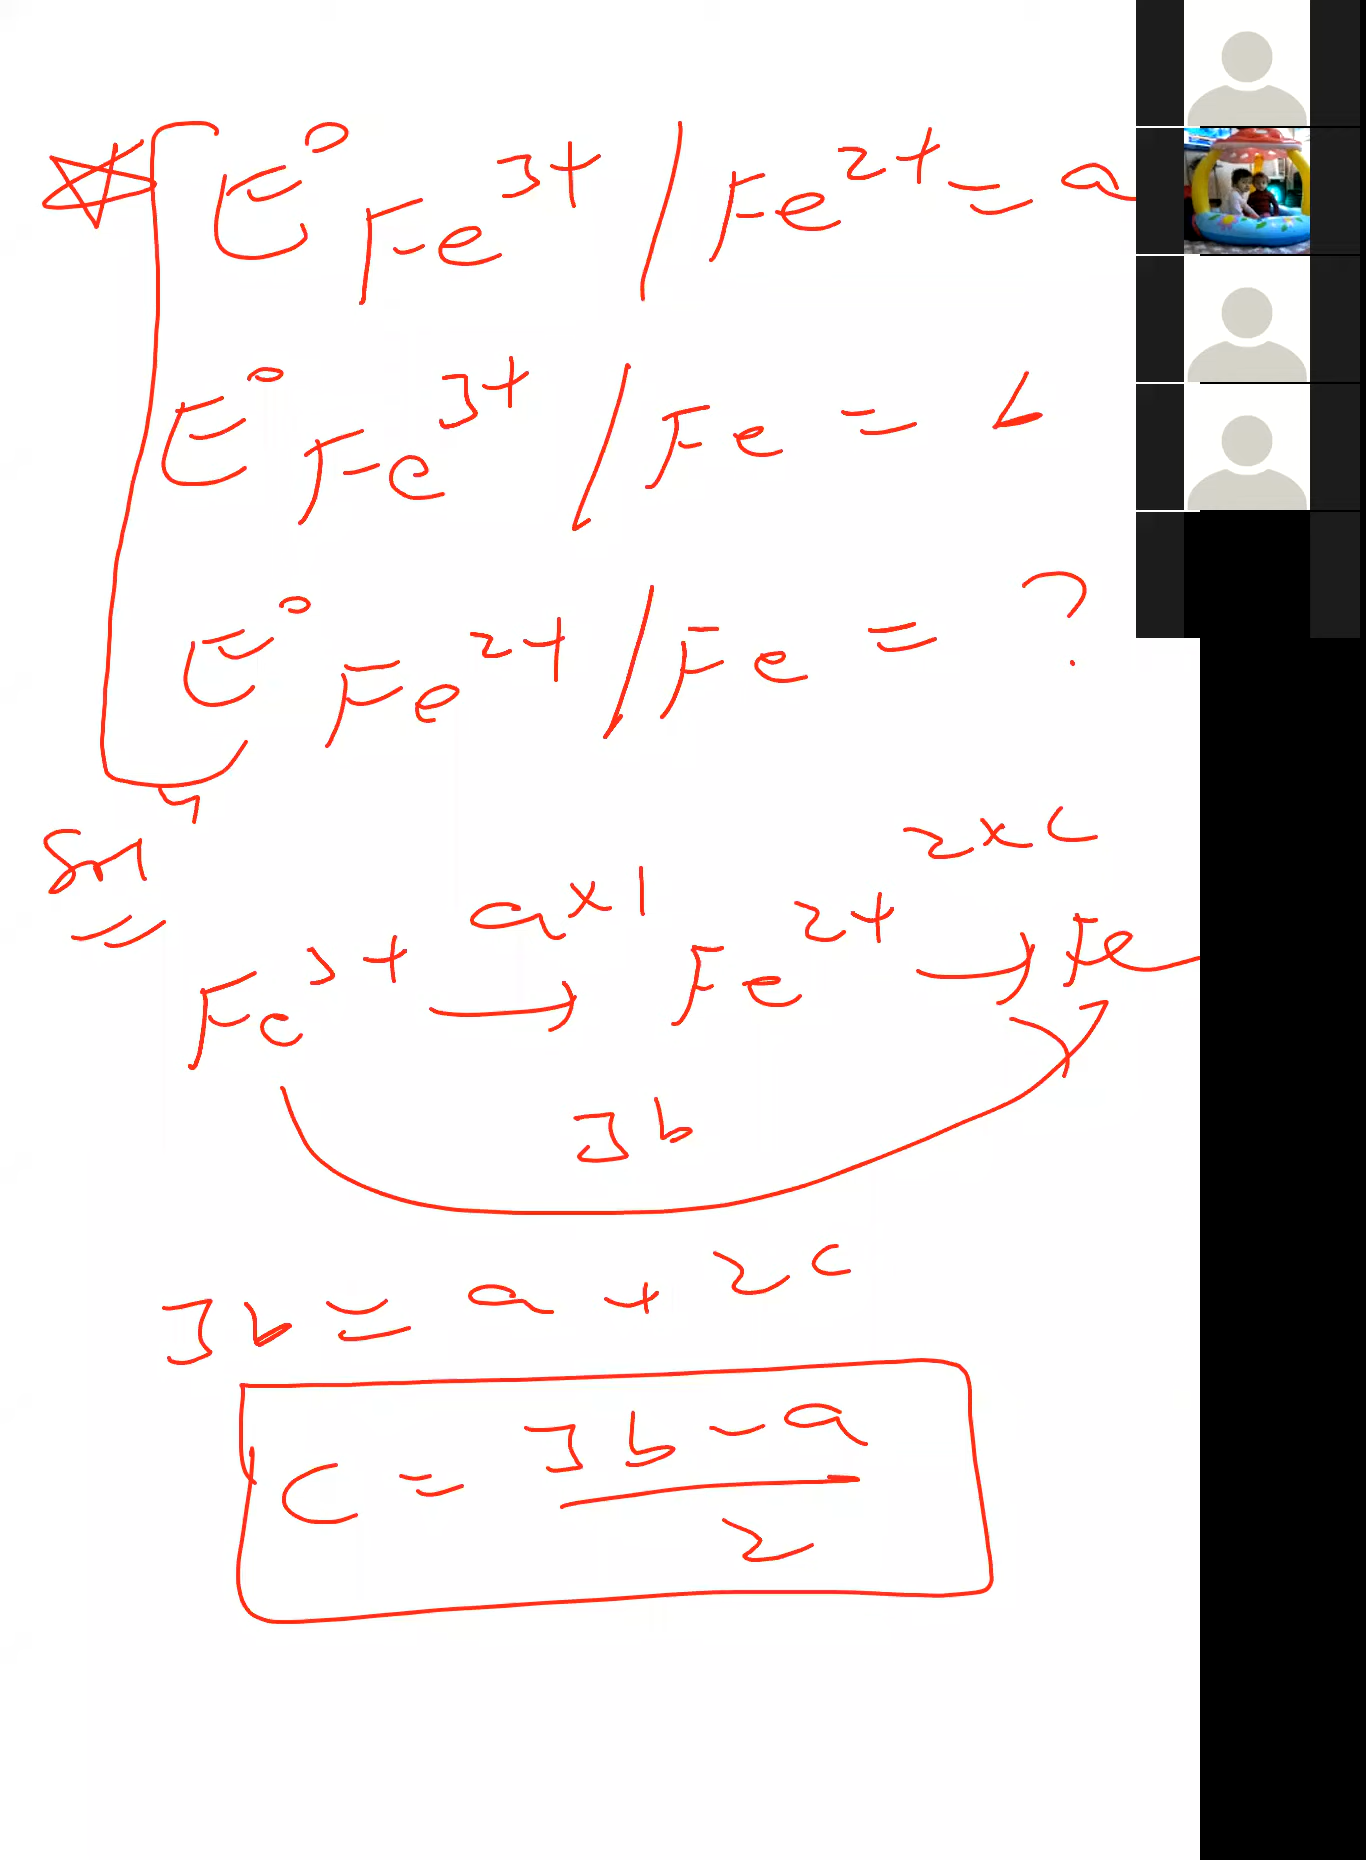 E° Fe³⁺ / Fe²⁺ = a
E° Fe³⁺ / Fe = b
E° Fe²⁺ / Fe = ?
Sol
a×1 2×c
Fe³⁺ → Fe²⁺ → Fe
3b
3b = a + 2c
c = (3b - a) / 2